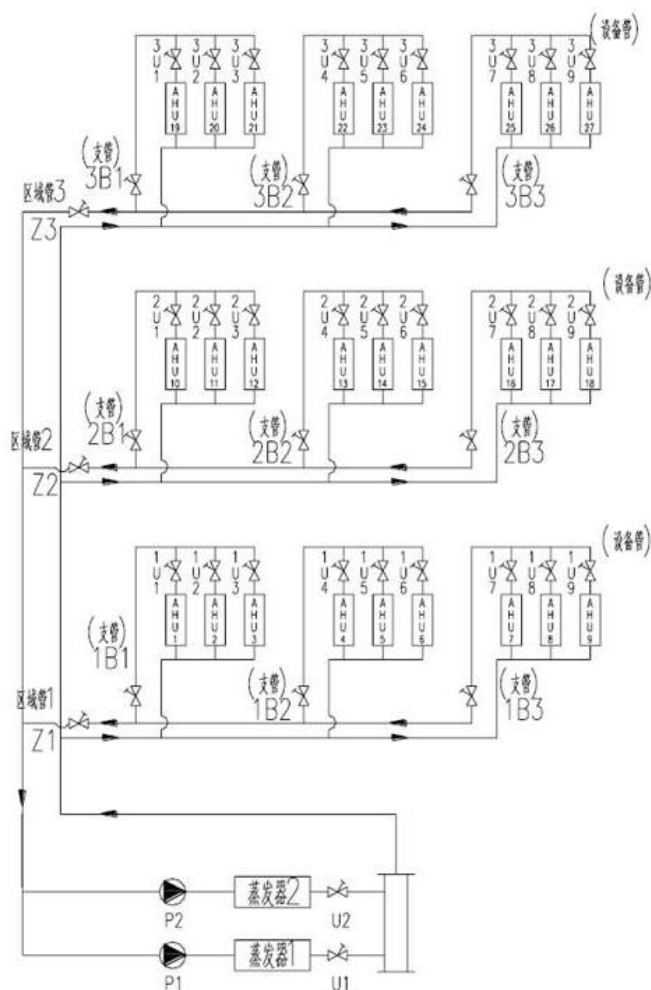 (设备管)
3U1
3U2
3U3
3U4
3U5
3U6
3U7
3U8
3U9
AHU19
AHU20
AHU21
AHU22
AHU23
AHU24
AHU25
AHU26
AHU27
(支管)
3B1
(支管)
3B2
(支管)
3B3
区域管3
Z3
(设备管)
2U1
2U2
2U3
2U4
2U5
2U6
2U7
2U8
2U9
AHU10
AHU11
AHU12
AHU13
AHU14
AHU15
AHU16
AHU17
AHU18
(支管)
2B1
(支管)
2B2
(支管)
2B3
区域管2
Z2
(设备管)
1U1
1U2
1U3
1U4
1U5
1U6
1U7
1U8
1U9
AHU1
AHU2
AHU3
AHU4
AHU5
AHU6
AHU7
AHU8
AHU9
(支管)
1B1
(支管)
1B2
(支管)
1B3
区域管1
Z1
蒸发器2
P2
U2
蒸发器1
P1
U1